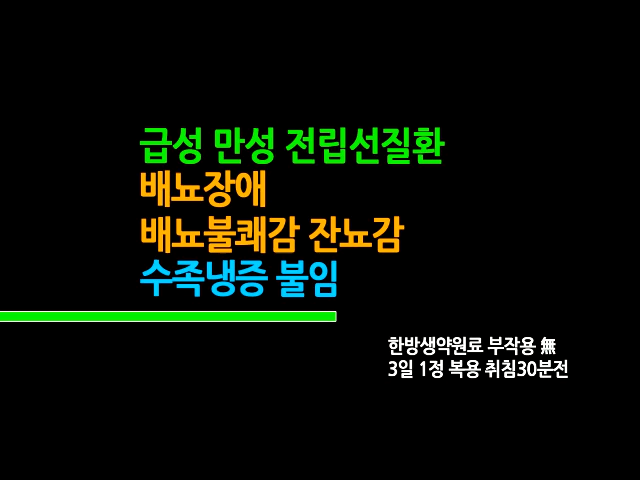 급성 만성 전립선질환
배뇨장애
배뇨불쾌감 잔뇨감
수족냉증 불임
한방생약원료 부작용 無
3일 1정 복용 취침30분전